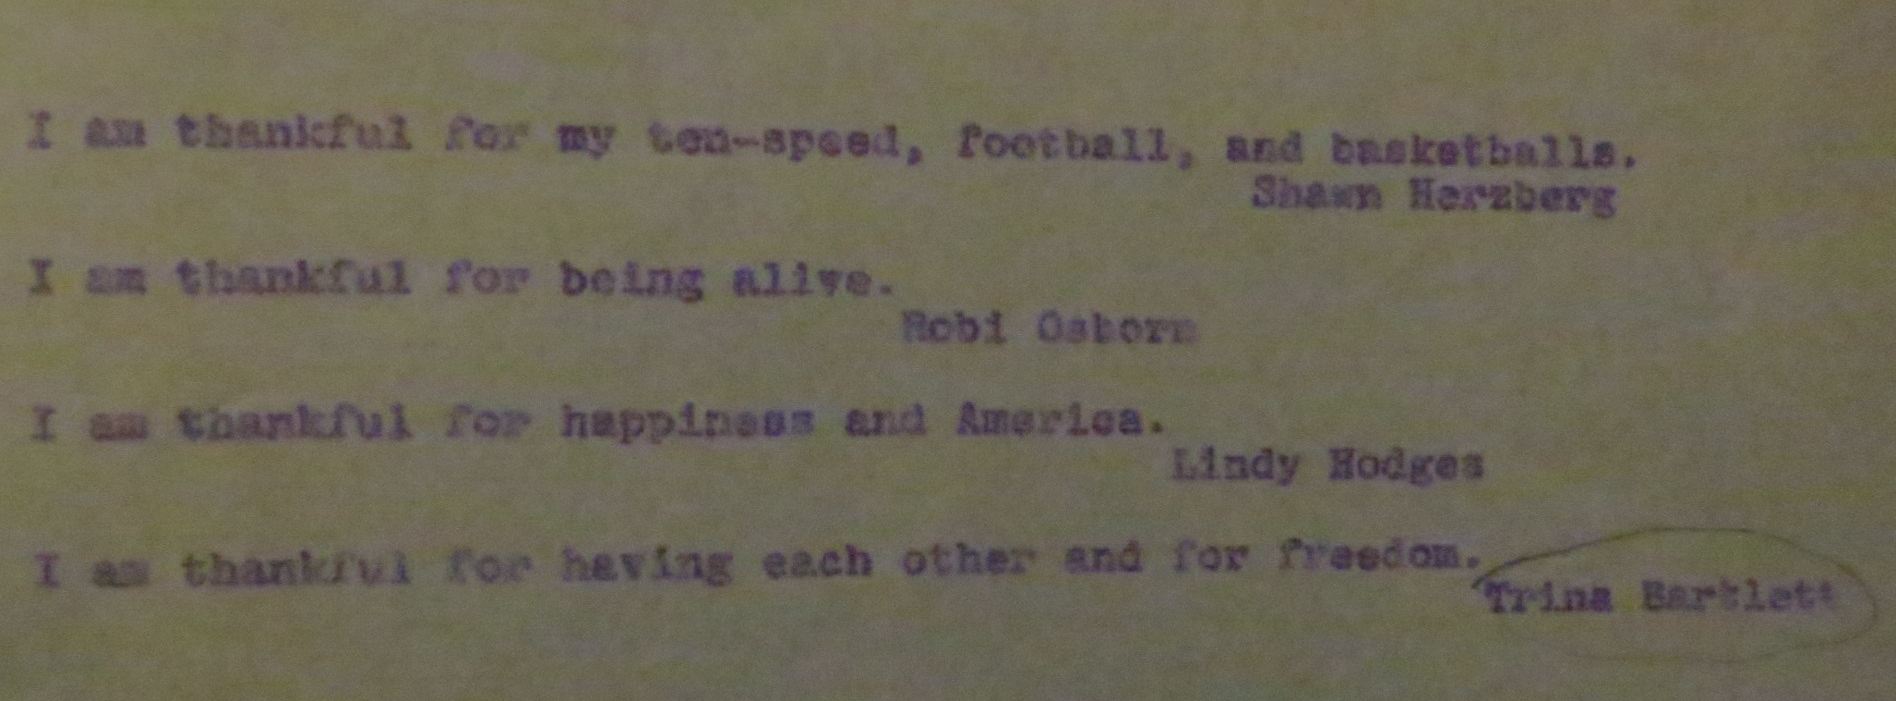 I am thankful for my ten-speed, football, and basketballs.
Shawn Herzberg
I am thankful for being alive.
Robi Osborn
I am thankful for happiness and America.
Lindy Hodges
I am thankful for having each other and for freedom.
Trina Bartlett